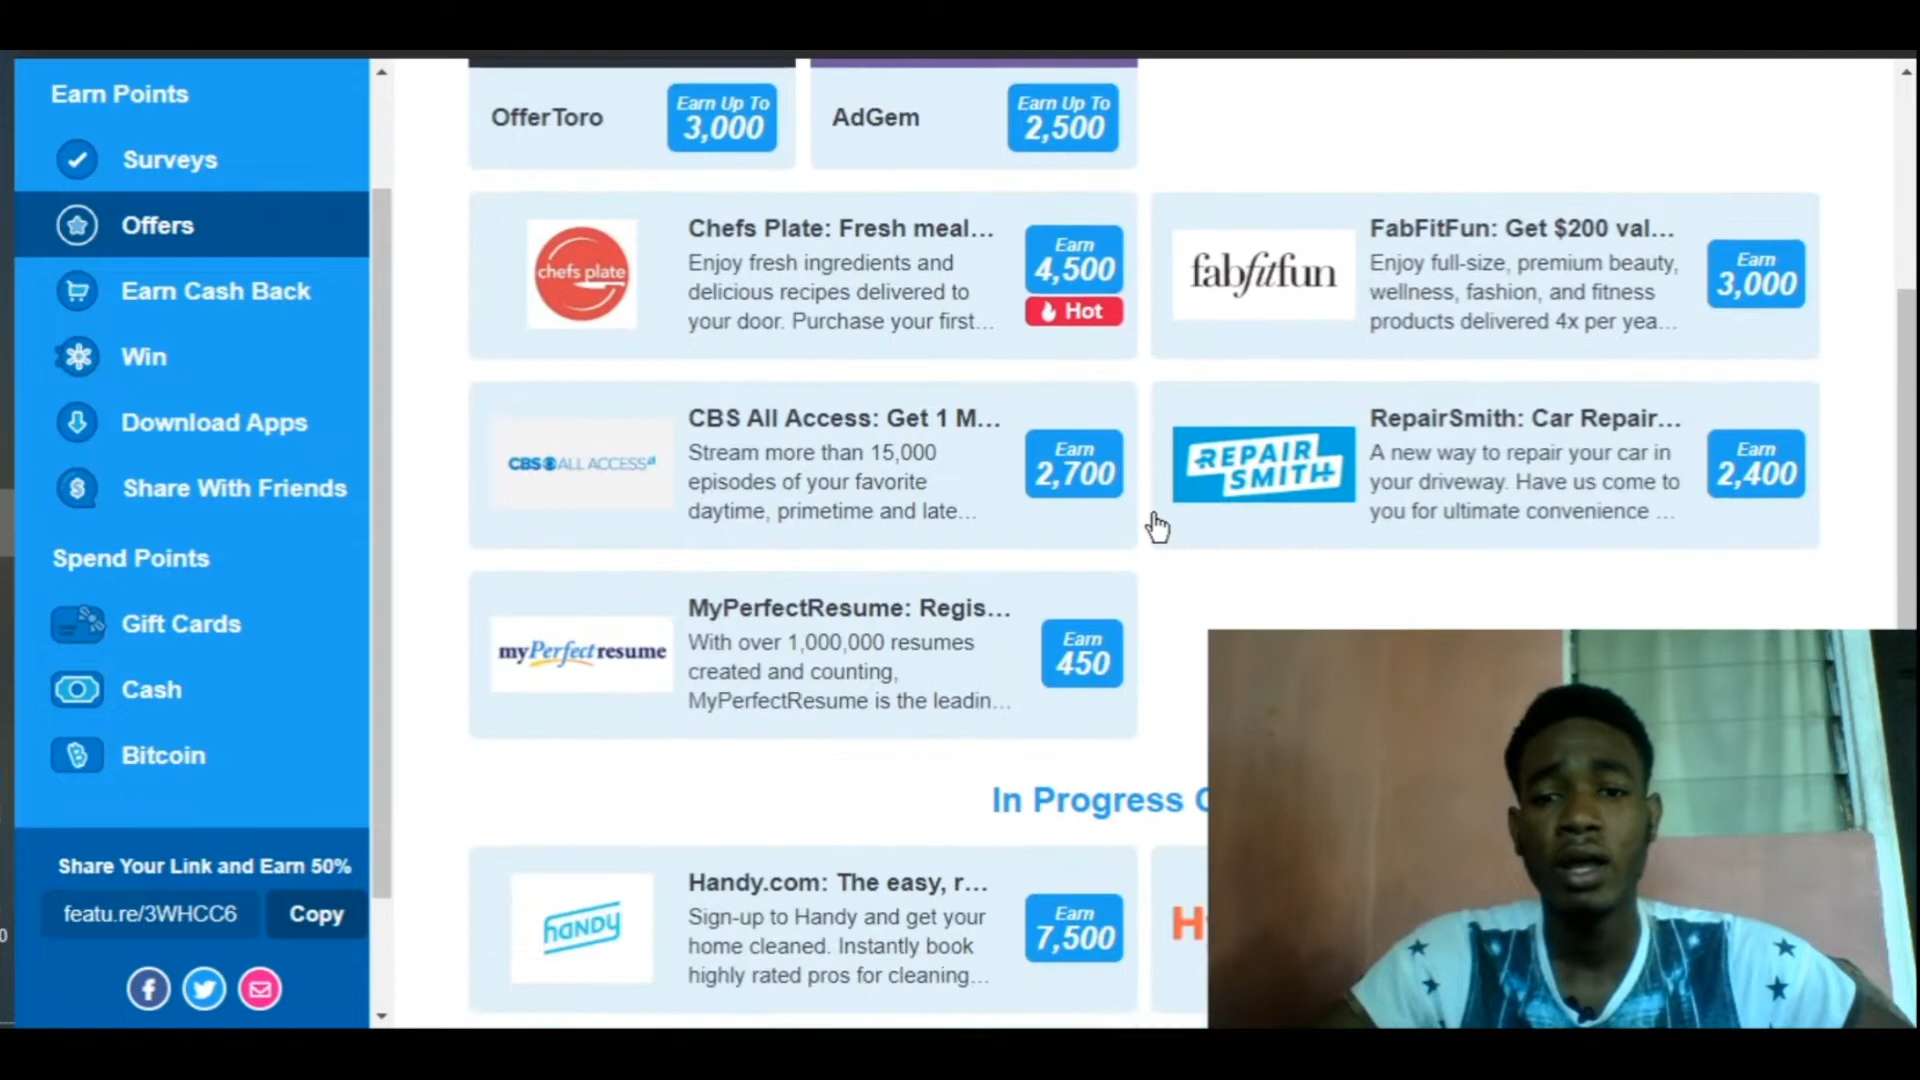 Earn Points
Surveys
Offers
Earn Cash Back
Win
Download Apps
Share With Friends
Spend Points
Gift Cards
Cash
Bitcoin
Share Your Link and Earn 50%
featu.re/3WHCC6
Copy
OfferToro
Earn Up To
3,000
AdGem
Earn Up To
2,500
chefs plate
Chefs Plate: Fresh meal...
Enjoy fresh ingredients and
delicious recipes delivered to
your door. Purchase your first...
Earn
4,500
Hot
fabfitfun
FabFitFun: Get $200 val...
Enjoy full-size, premium beauty,
wellness, fashion, and fitness
products delivered 4x per yea...
Earn
3,000
CBS ALL ACCESS
CBS All Access: Get 1 M...
Stream more than 15,000
episodes of your favorite
daytime, primetime and late...
Earn
2,700
REPAIR
SMITH
RepairSmith: Car Repair...
A new way to repair your car in
your driveway. Have us come to
you for ultimate convenience ...
Earn
2,400
myPerfectresume
MyPerfectResume: Regis...
With over 1,000,000 resumes
created and counting,
MyPerfectResume is the leadin...
Earn
450
In Progress
HANDY
Handy.com: The easy, r...
Sign-up to Handy and get your
home cleaned. Instantly book
highly rated pros for cleaning...
Earn
7,500